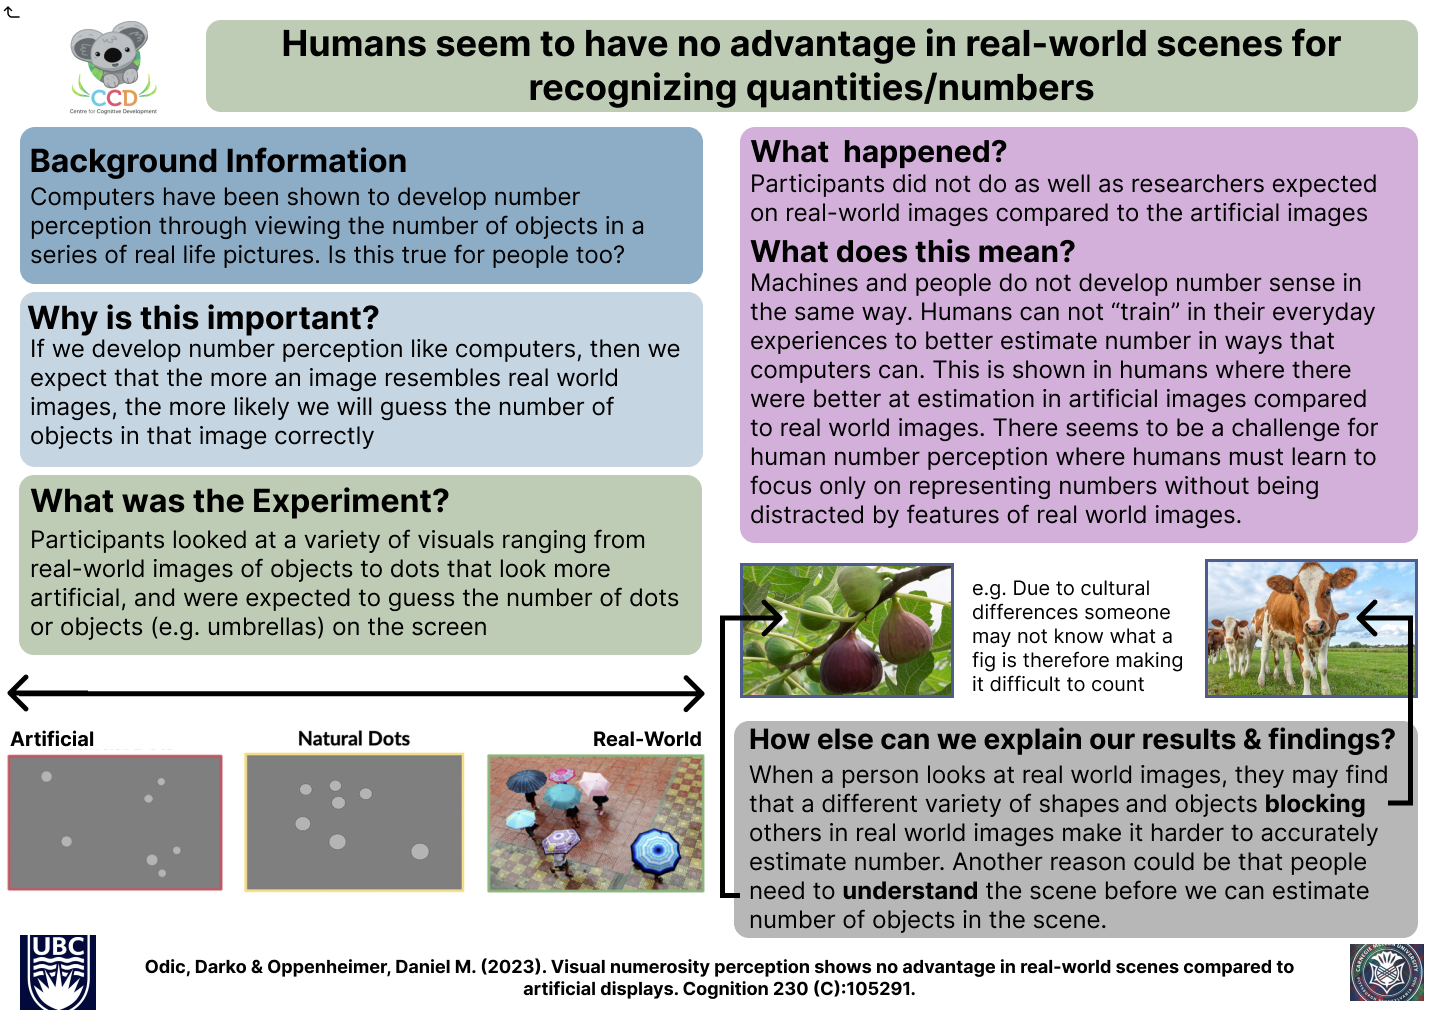 CCD
Centre for Cognitive Development
Humans seem to have no advantage in real-world scenes for
recognizing quantities/numbers
Background Information
Computers have been shown to develop number
perception through viewing the number of objects in a
series of real life pictures. Is this true for people too?
Why is this important?
If we develop number perception like computers, then we
expect that the more an image resembles real world
images, the more likely we will guess the number of
objects in that image correctly
What was the Experiment?
Participants looked at a variety of visuals ranging from
real-world images of objects to dots that look more
artificial, and were expected to guess the number of dots
or objects (e.g. umbrellas) on the screen
Artificial
Natural Dots
Real-World
What happened?
Participants did not do as well as researchers expected
on real-world images compared to the artificial images
What does this mean?
Machines and people do not develop number sense in
the same way. Humans can not “train” in their everyday
experiences to better estimate number in ways that
computers can. This is shown in humans where there
were better at estimation in artificial images compared
to real world images. There seems to be a challenge for
human number perception where humans must learn to
focus only on representing numbers without being
distracted by features of real world images.
e.g. Due to cultural
differences someone
may not know what a
fig is therefore making
it difficult to count
How else can we explain our results & findings?
When a person looks at real world images, they may find
that a different variety of shapes and objects blocking
others in real world images make it harder to accurately
estimate number. Another reason could be that people
need to understand the scene before we can estimate
number of objects in the scene.
UBC
Odic, Darko & Oppenheimer, Daniel M. (2023). Visual numerosity perception shows no advantage in real-world scenes compared to
artificial displays. Cognition 230 (C):105291.